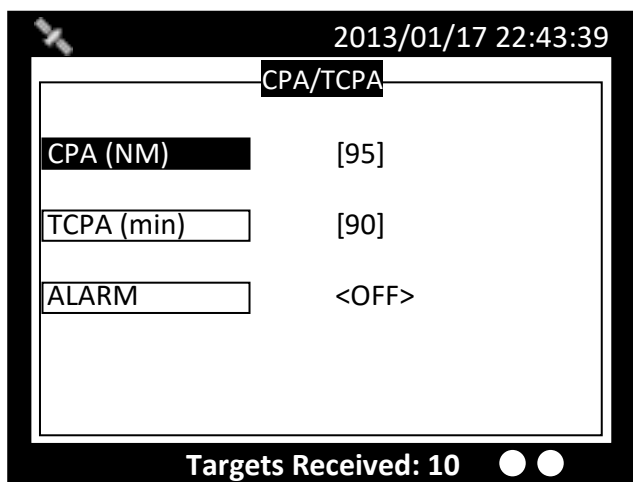 2013/01/17 22:43:39
CPA/TCPA
CPA (NM) [95]
TCPA (min) [90]
ALARM <OFF>
Targets Received: 10